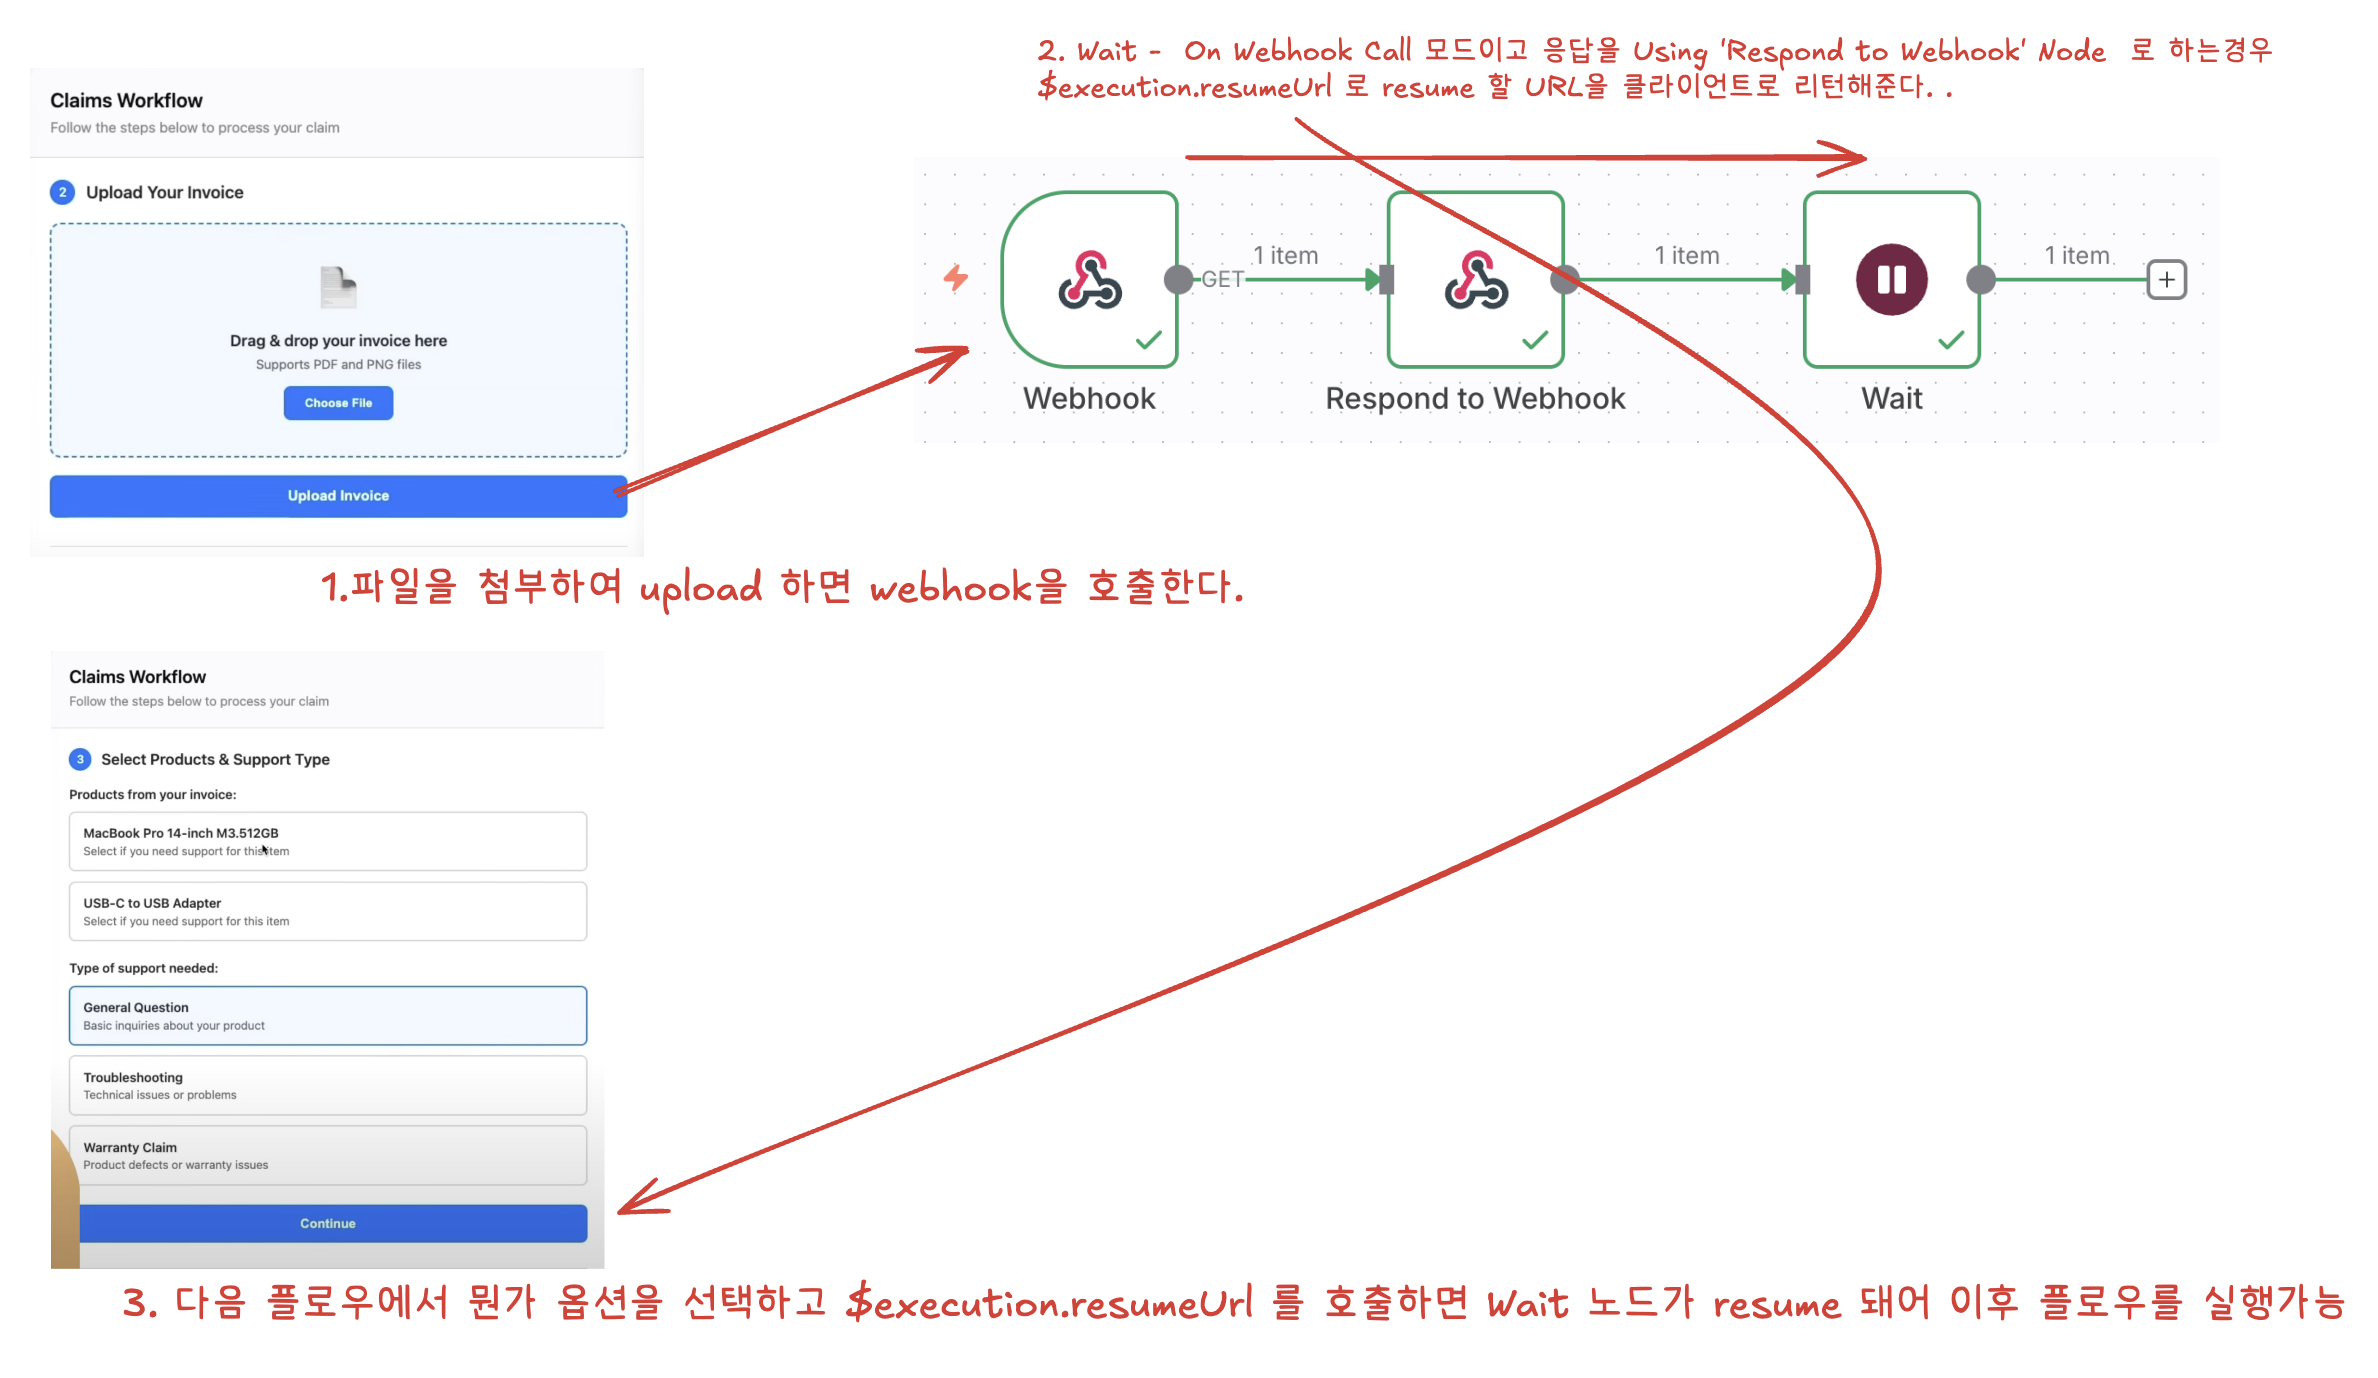 2. Wait - On Webhook Call 모드이고 응답을 Using 'Respond to Webhook' Node 로 하는경우
$execution.resumeUrl 로 resume 할 URL을 클라이언트로 리턴해준다. .
Claims Workflow
Follow the steps below to process your claim
2 Upload Your Invoice
Drag & drop your invoice here
Supports PDF and PNG files
Choose File
Upload Invoice
GET
1 item
1 item
1 item
Webhook
Respond to Webhook
Wait
1.파일을 첨부하여 upload 하면 webhook을 호출한다.
Claims Workflow
Follow the steps below to process your claim
3 Select Products & Support Type
Products from your invoice:
MacBook Pro 14-inch M3.512GB
Select if you need support for this item
USB-C to USB Adapter
Select if you need support for this item
Type of support needed:
General Question
Basic inquiries about your product
Troubleshooting
Technical issues or problems
Warranty Claim
Product defects or warranty issues
Continue
3. 다음 플로우에서 뭔가 옵션을 선택하고 $execution.resumeUrl 를 호출하면 Wait 노드가 resume 돼어 이후 플로우를 실행가능